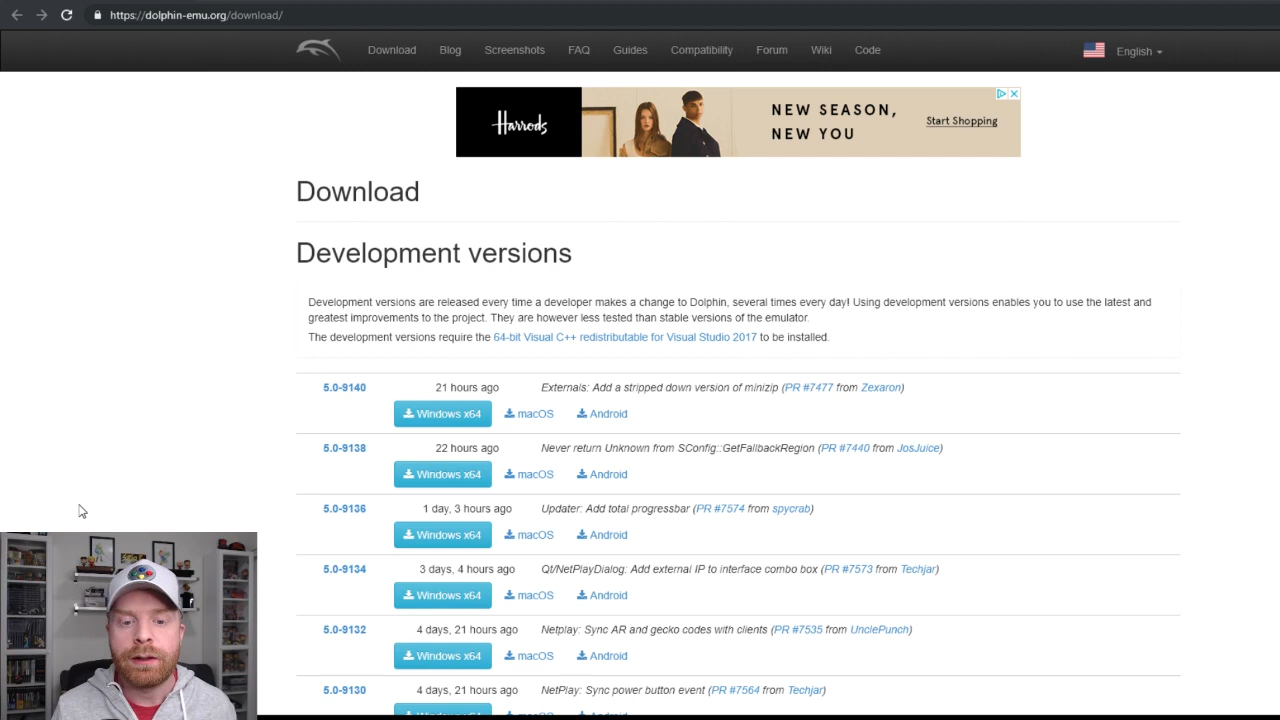 https://dolphin-emu.org/download/
Download Blog Screenshots FAQ Guides Compatibility Forum Wiki Code English
Harrods
NEW SEASON,
NEW YOU
Start Shopping
Download
Development versions
Development versions are released every time a developer makes a change to Dolphin, several times every day! Using development versions enables you to use the latest and
greatest improvements to the project. They are however less tested than stable versions of the emulator.
The development versions require the 64-bit Visual C++ redistributable for Visual Studio 2017 to be installed.
5.0-9140 21 hours ago Externals: Add a stripped down version of minizip (PR #7477 from Zexaron)
Windows x64 macOS Android
5.0-9138 22 hours ago Never return Unknown from SConfig::GetFallbackRegion (PR #7440 from JosJuice)
Windows x64 macOS Android
5.0-9136 1 day, 3 hours ago Updater: Add total progressbar (PR #7574 from spycrab)
Windows x64 macOS Android
5.0-9134 3 days, 4 hours ago Qt/NetPlayDialog: Add external IP to interface combo box (PR #7573 from Techjar)
Windows x64 macOS Android
5.0-9132 4 days, 21 hours ago Netplay: Sync AR and gecko codes with clients (PR #7535 from UnclePunch)
Windows x64 macOS Android
5.0-9130 4 days, 21 hours ago NetPlay: Sync power button event (PR #7564 from Techjar)
Windows x64 macOS Android